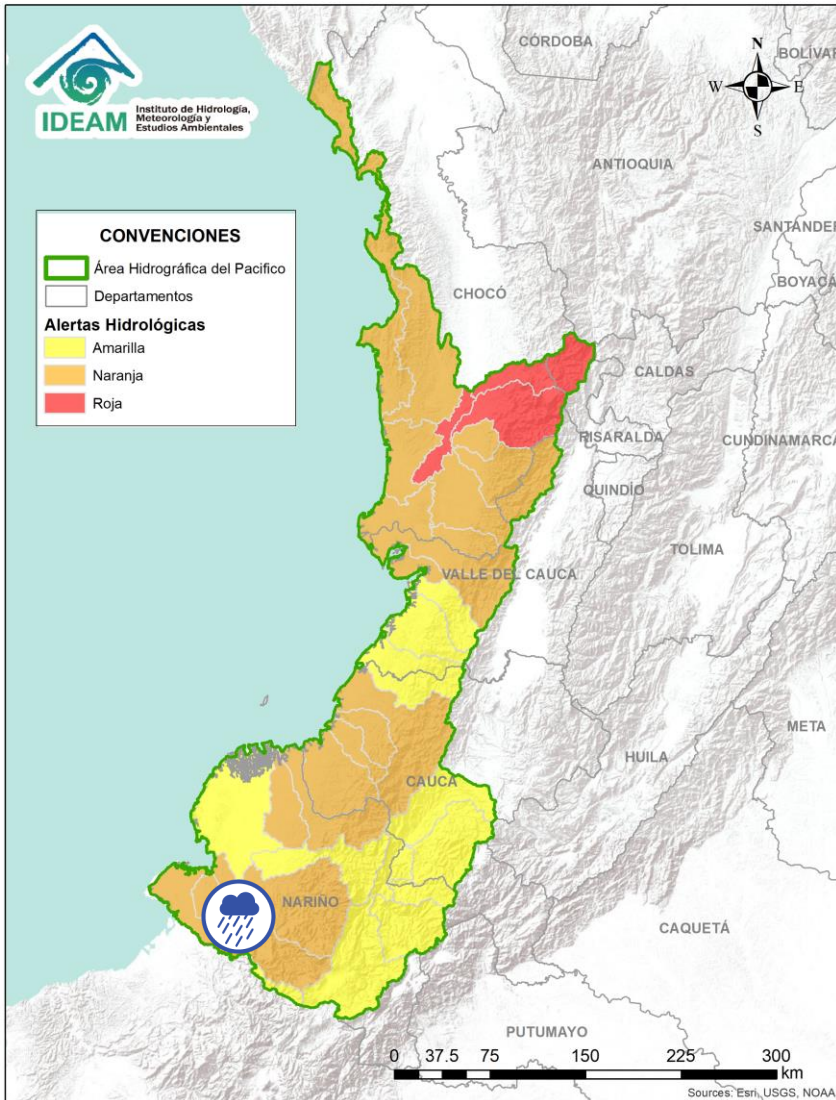 CÓRDOBA
BOLÍVAR
N
W
E
S
IDEAM
Instituto de Hidrología,
Meteorología y
Estudios Ambientales
ANTIOQUIA
SANTANDER
CONVENCIONES
Área Hidrográfica del Pacifico
Departamentos
Alertas Hidrológicas
Amarilla
Naranja
Roja
BOYACÁ
CHOCÓ
CALDAS
RISARALDA
CUNDINAMARCA
QUINDÍO
TOLIMA
VALLE DEL CAUCA
META
HUILA
CAUCA
NARIÑO
CAQUETÁ
PUTUMAYO
0 37.5 75 150 225 300
km
Sources: Esri, USGS, NOAA